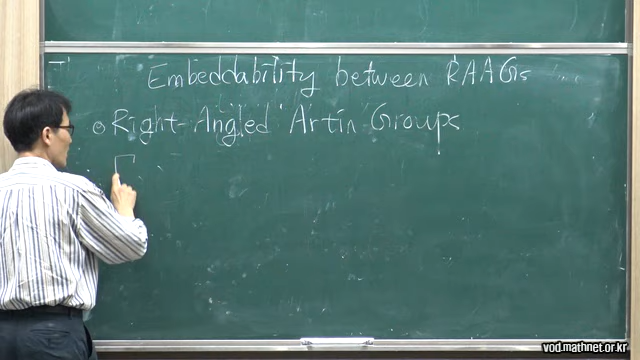 Embeddability between RAAGs
⊙ Right-Angled Artin Groups
Γ
vod.mathnet.or.kr